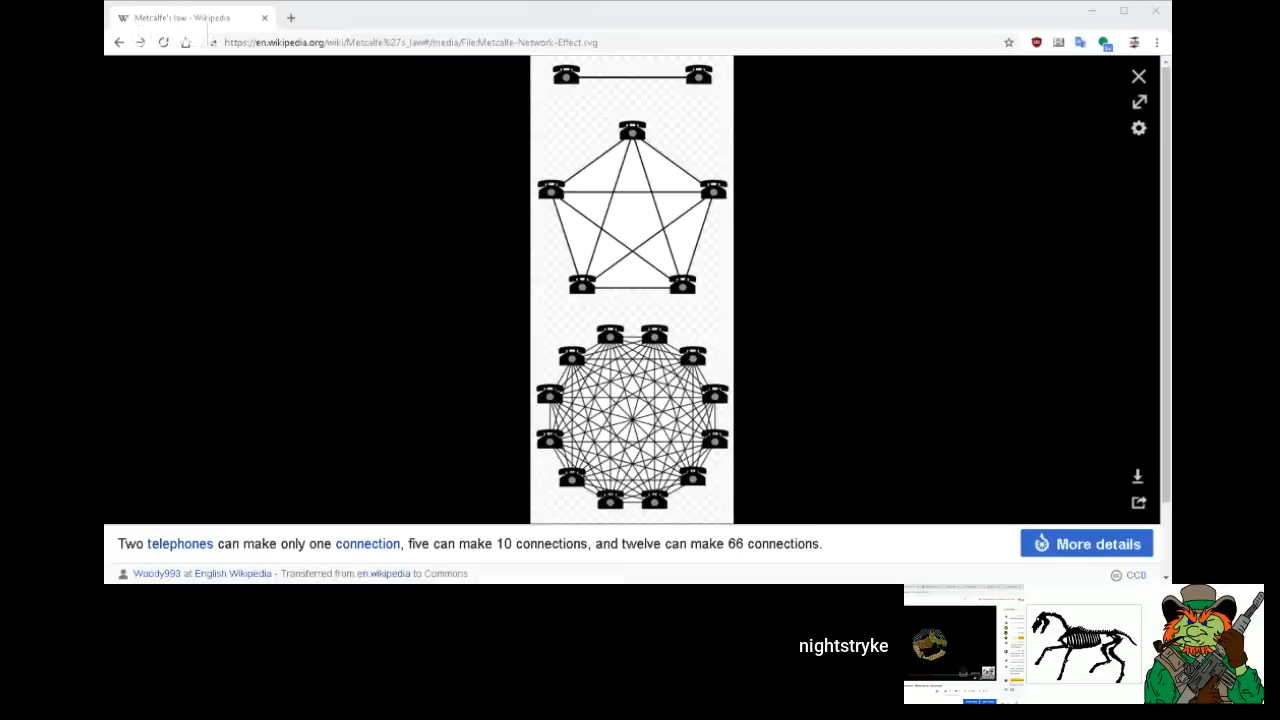 Metcalfe's law - Wikipedia
https://en.wikipedia.org/wiki/Metcalfe%27s_law#/media/File:Metcalfe-Network-Effect.svg
Two telephones can make only one connection, five can make 10 connections, and twelve can make 66 connections.
More details
Woody993 at English Wikipedia - Transferred from en.wikipedia to Commons
CC0
nightstryke